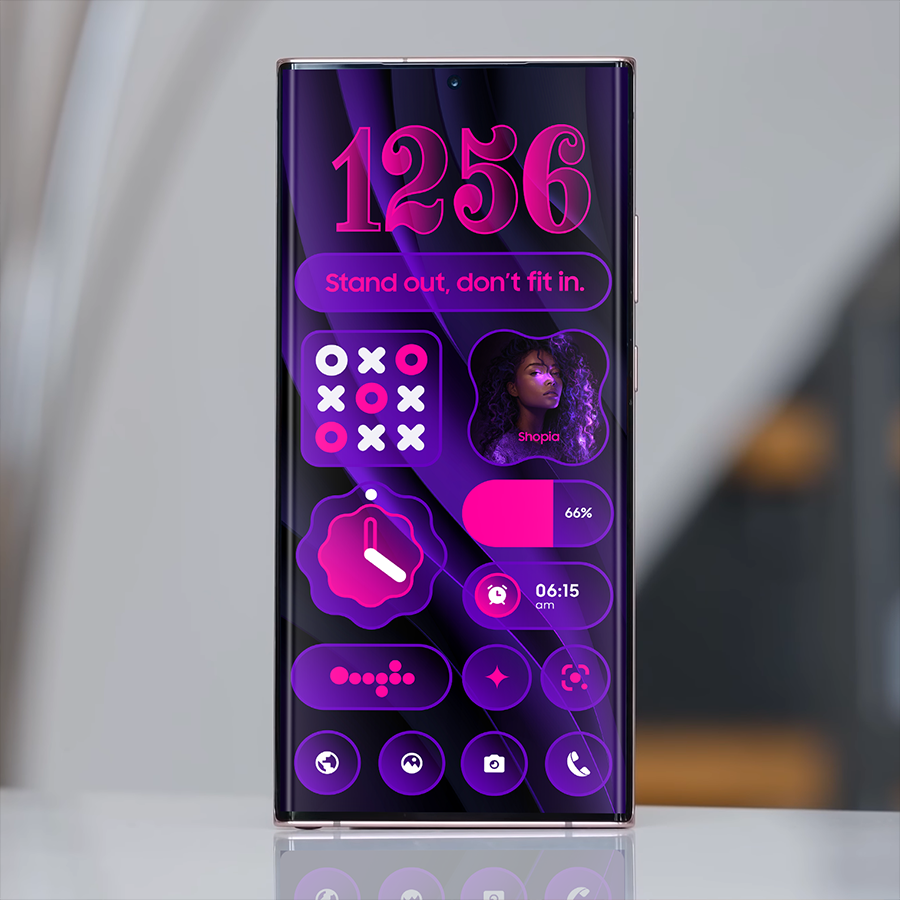 1256
Stand out, don't fit in.
O X O
X O X
O X X
Shopia
66%
06:15
am